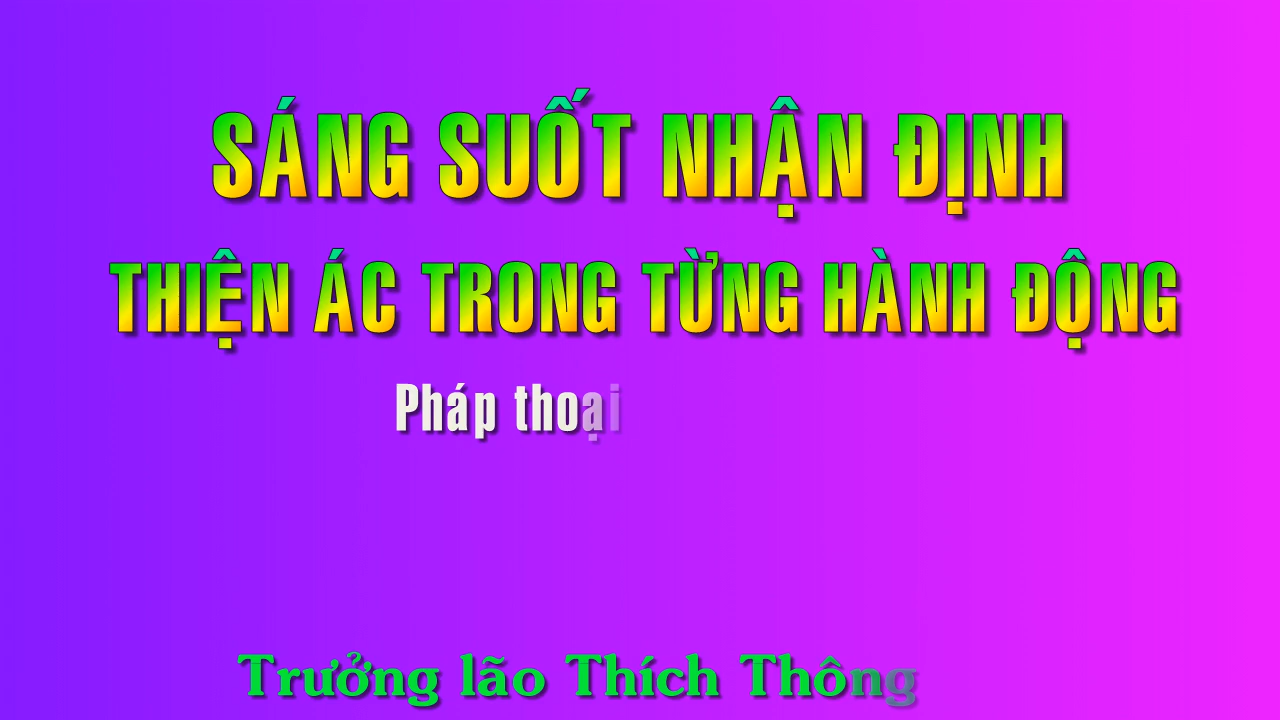 SÁNG SUỐT NHẬN ĐỊNH
THIỆN ÁC TRONG TỪNG HÀNH ĐỘNG
Pháp thoại
Trưởng lão Thích Thông